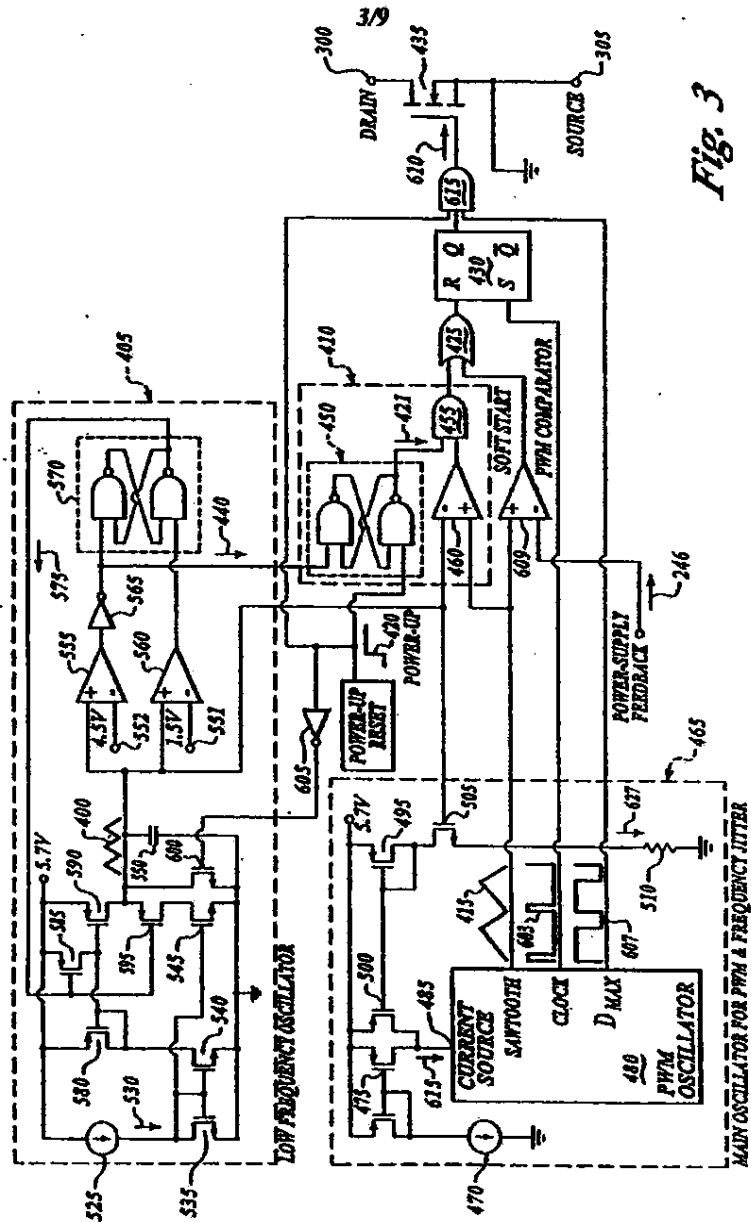 3/9
Fig. 3
405
570
575
440
565
555
560
4.5V
552
1.5V
551
5.7V
400
590
585
550
600
595
545
580
530
540
525
535
LOW FREQUENCY OSCILLATOR
300
DRAIN
435
SOURCE
305
610
615
R Q
430
S Q
425
410
450
421
455
SOFT START
PWM COMPARATOR
460
609
POWER-UP
RESET
420
POWER-UP
605
246
POWER-SUPPLY
FEEDBACK
465
5.7V
495
505
627
510
500
475
485
615
470
415
603
607
CURRENT
SOURCE
SAWTOOTH
CLOCK
DMAX
480
PWM
OSCILLATOR
MAIN OSCILLATOR FOR PWM & FREQUENCY JITTER